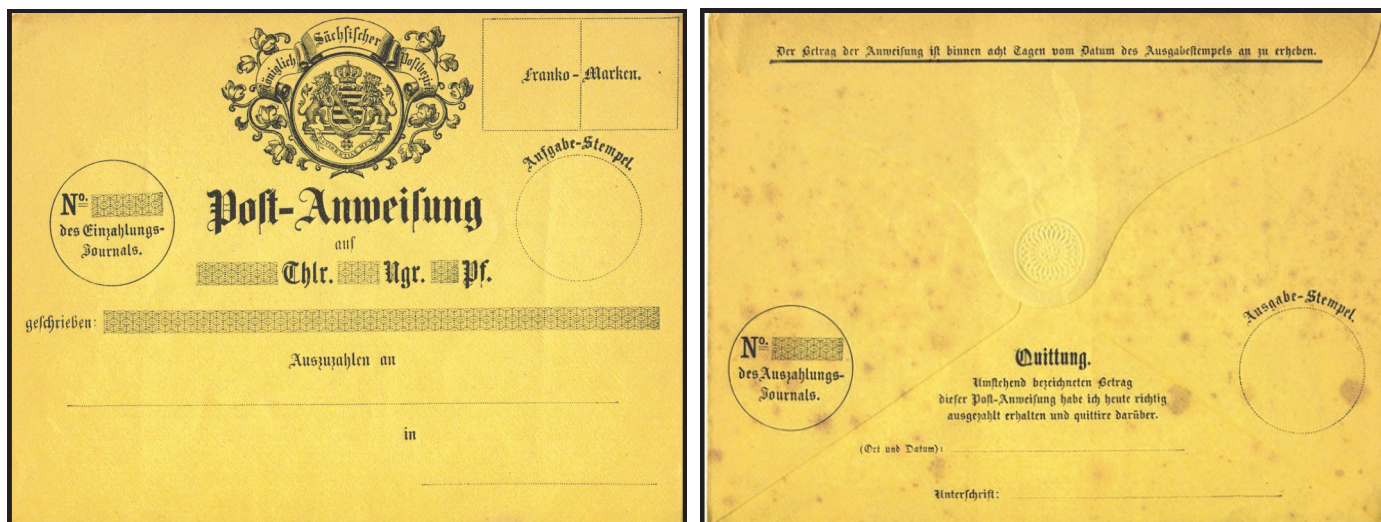 Königlich Sächsischer Postbezirk
Franko-Marken.
Aufgabe-Stempel.
No.
des Einzahlungs-
Journals.
Post-Anweisung
auf
Thlr. Ngr. Pf.
geschrieben:
Auszuzahlen an
in
Der Betrag der Anweisung ist binnen acht Tagen vom Datum des Ausgabestempels an zu erheben.
No.
des Auszahlungs-
Journals.
Ausgabe-Stempel.
Quittung.
Umstehend bezeichneten Betrag
dieser Post-Anweisung habe ich heute richtig
ausgezahlt erhalten und quittire darüber.
(Ort und Datum):
Unterschrift: